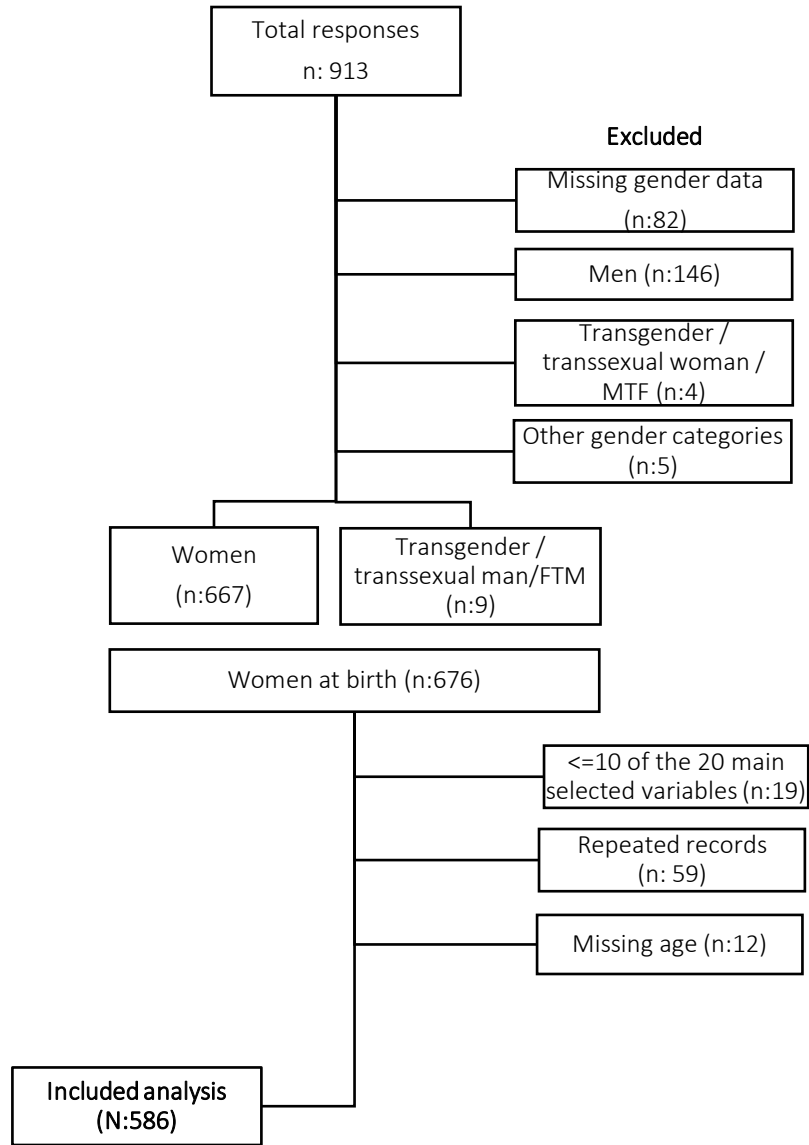 Total responses
n: 913
Excluded
Missing gender data
(n:82)
Men (n:146)
Transgender /
transsexual woman /
MTF (n:4)
Other gender categories
(n:5)
Women
(n:667)
Transgender /
transsexual man/FTM
(n:9)
Women at birth (n:676)
<=10 of the 20 main
selected variables (n:19)
Repeated records
(n: 59)
Missing age (n:12)
Included analysis
(N:586)